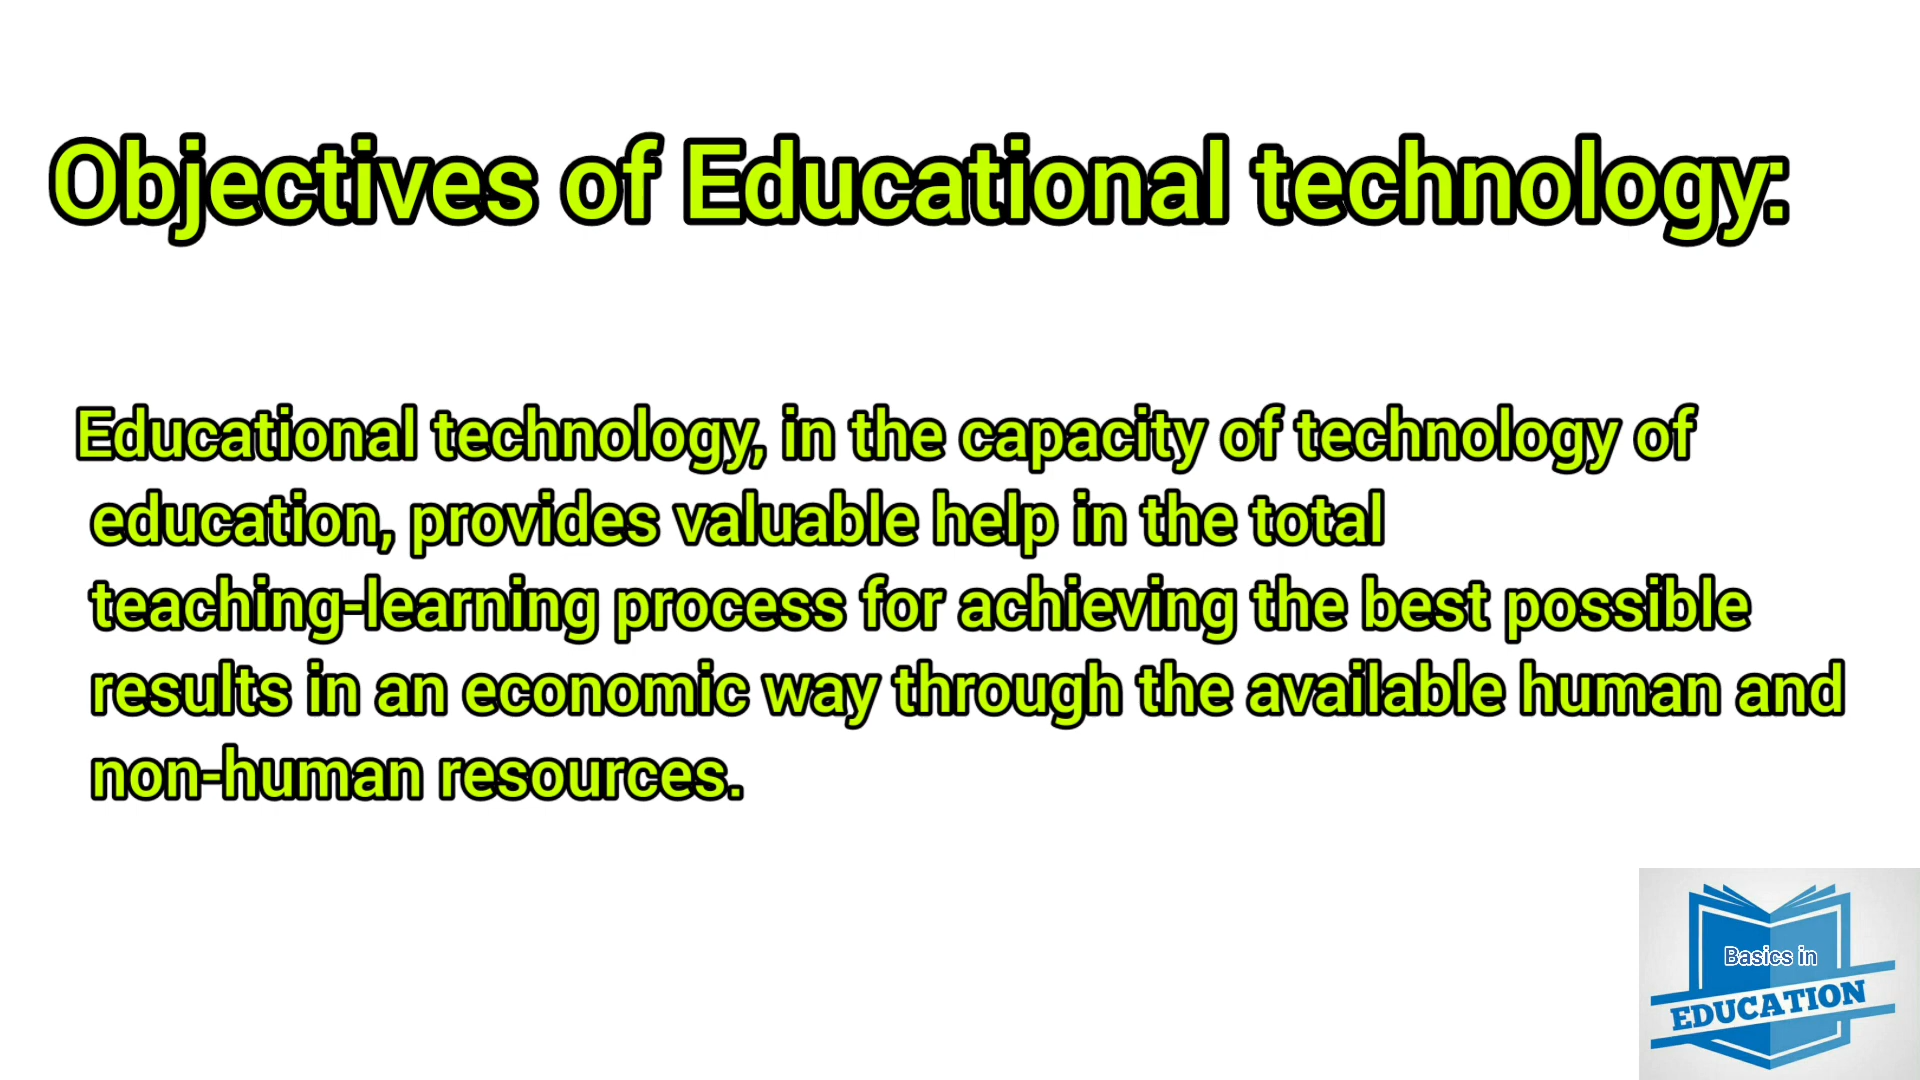 Objectives of Educational technology:
Educational technology, in the capacity of technology of
education, provides valuable help in the total
teaching-learning process for achieving the best possible
results in an economic way through the available human and
non-human resources.
Basics in
EDUCATION